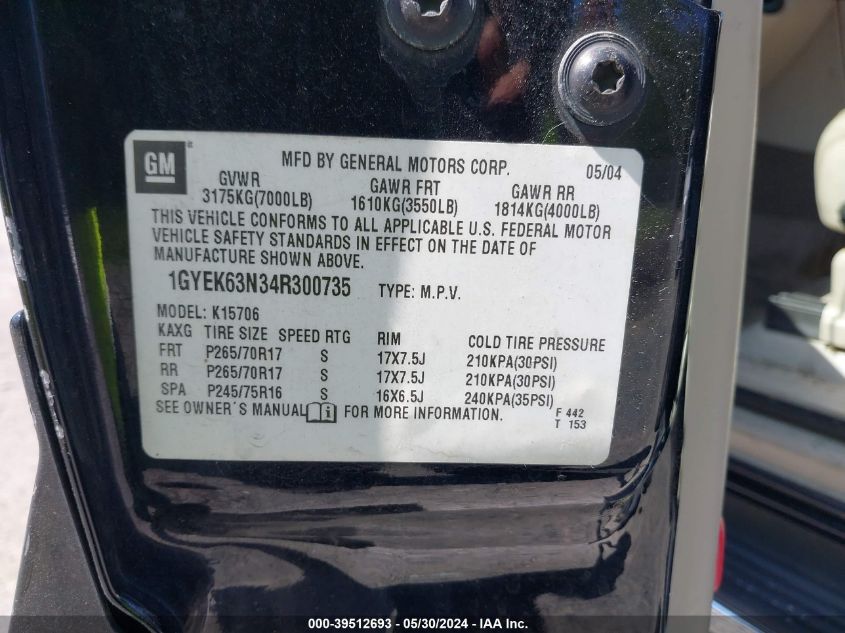 GM
MFD BY GENERAL MOTORS CORP. 05/04
GVWR GAWR FRT GAWR RR
3175KG(7000LB) 1610KG(3550LB) 1814KG(4000LB)
THIS VEHICLE CONFORMS TO ALL APPLICABLE U.S. FEDERAL MOTOR
VEHICLE SAFETY STANDARDS IN EFFECT ON THE DATE OF
MANUFACTURE SHOWN ABOVE.
1GYEK63N34R300735 TYPE: M.P.V.
MODEL: K15706
KAXG TIRE SIZE SPEED RTG RIM COLD TIRE PRESSURE
FRT P265/70R17 S 17X7.5J 210KPA(30PSI)
RR P265/70R17 S 17X7.5J 210KPA(30PSI)
SPA P245/75R16 S 16X6.5J 240KPA(35PSI)
SEE OWNER'S MANUAL i FOR MORE INFORMATION. F 442
T 153
000-39512693 - 05/30/2024 - IAA Corp.